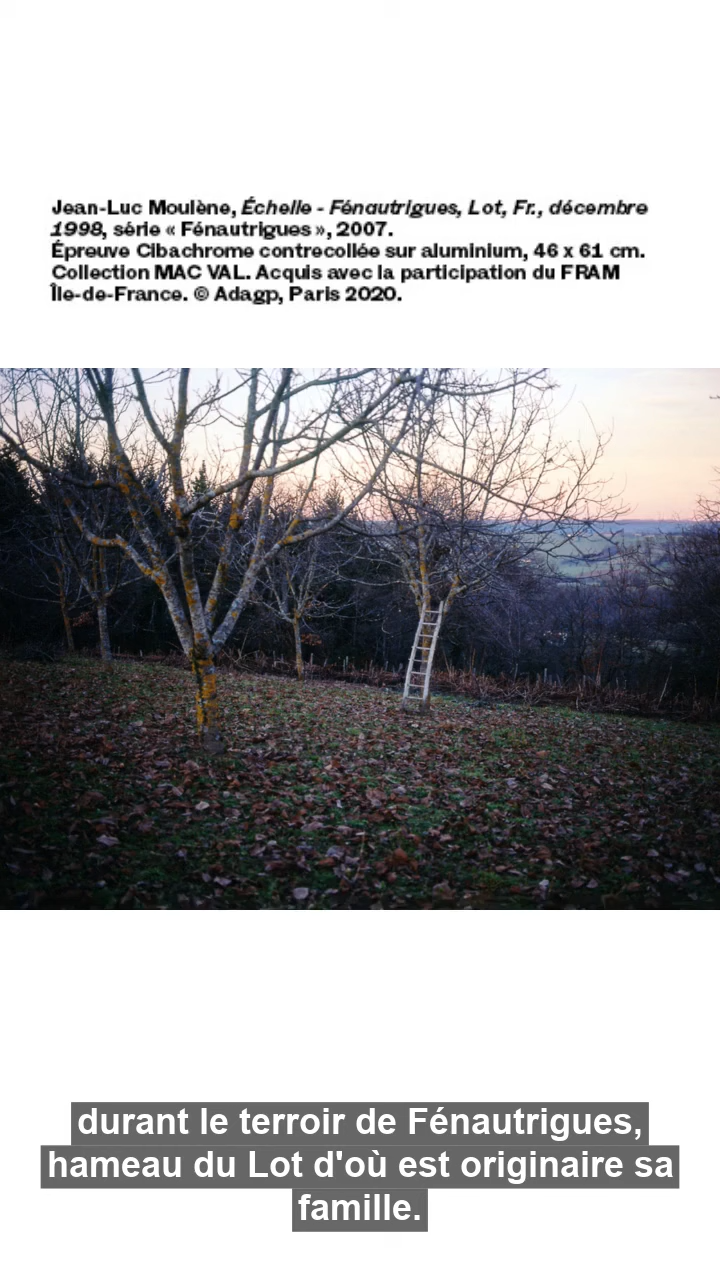 Jean-Luc Moulène, Échelle - Fénautrigues, Lot, Fr., décembre
1998, série « Fénautrigues », 2007.
Épreuve Cibachrome contrecollée sur aluminium, 46 x 61 cm.
Collection MAC VAL. Acquis avec la participation du FRAM
Île-de-France. © Adagp, Paris 2020.
durant le terroir de Fénautrigues,
hameau du Lot d'où est originaire sa
famille.